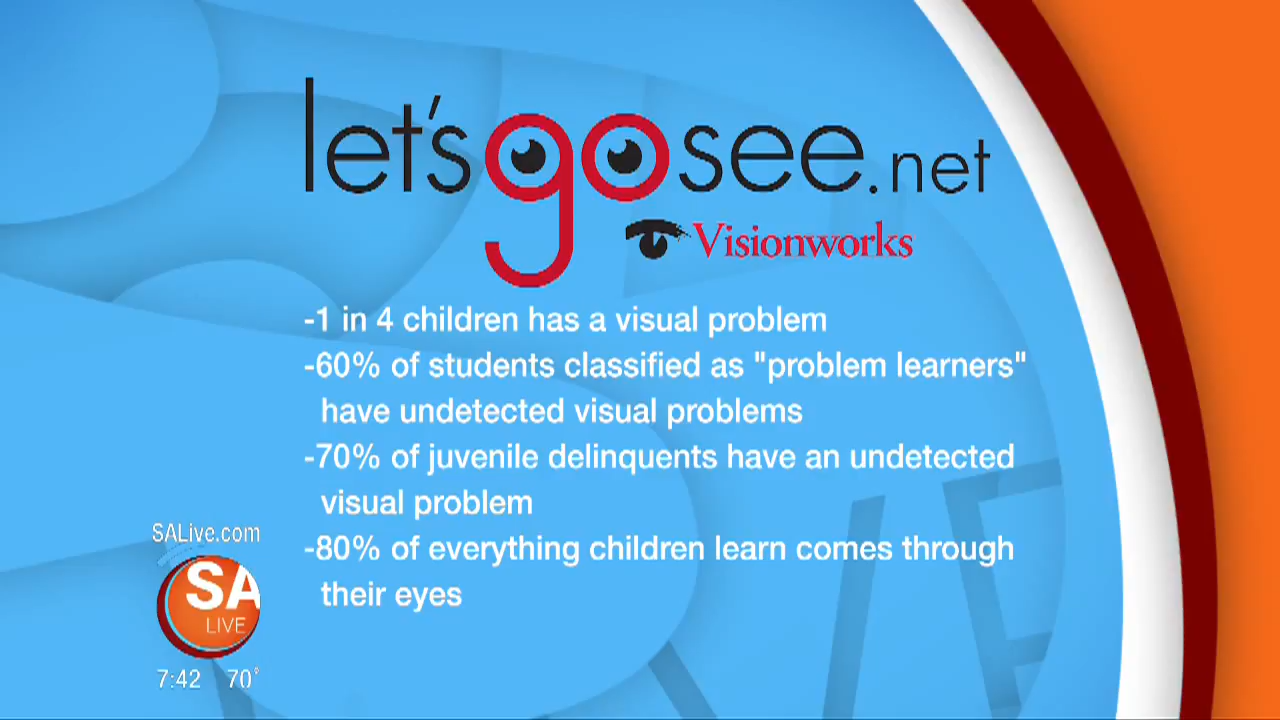 let's go see.net
Visionworks
-1 in 4 children has a visual problem
-60% of students classified as "problem learners"
have undetected visual problems
-70% of juvenile delinquents have an undetected
visual problem
-80% of everything children learn comes through
their eyes
SALive.com
SA
LIVE
7:42 70°